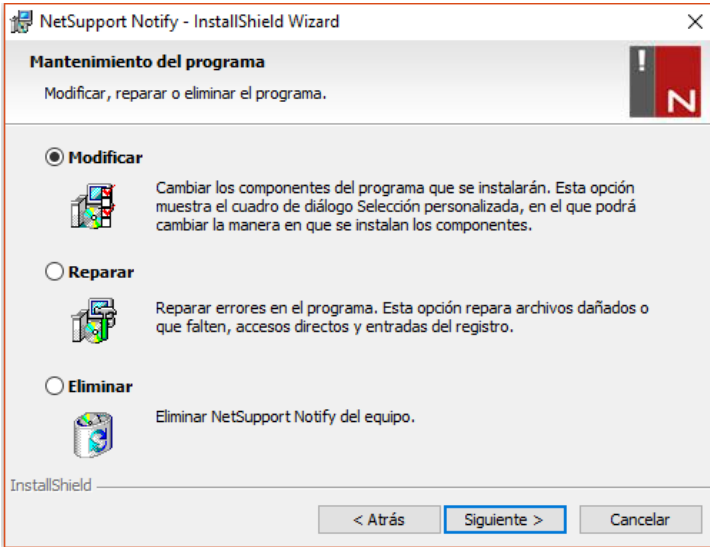 NetSupport Notify - InstallShield Wizard
Mantenimiento del programa
Modificar, reparar o eliminar el programa.
! N
Modificar
Cambiar los componentes del programa que se instalarán. Esta opción
muestra el cuadro de diálogo Selección personalizada, en el que podrá
cambiar la manera en que se instalan los componentes.
Reparar
Reparar errores en el programa. Esta opción repara archivos dañados o
que falten, accesos directos y entradas del registro.
Eliminar
Eliminar NetSupport Notify del equipo.
InstallShield
< Atrás Siguiente > Cancelar